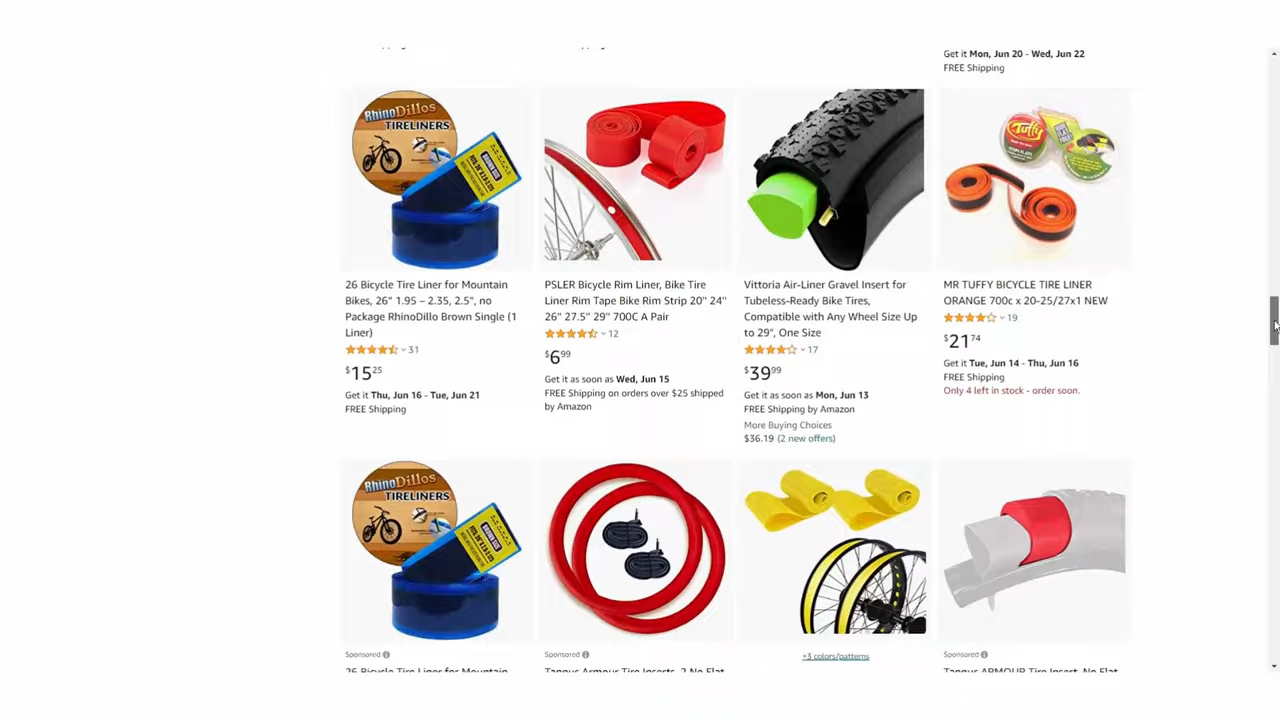 Get it Mon, Jun 20 - Wed, Jun 22
FREE Shipping
RhinoDillos
TIRELINERS
Tuffy
26 Bicycle Tire Liner for Mountain
Bikes, 26" 1.95 – 2.35, 2.5", no
Package RhinoDillo Brown Single (1
Liner)
31
$15 25
Get it Thu, Jun 16 - Tue, Jun 21
FREE Shipping
PSLER Bicycle Rim Liner, Bike Tire
Liner Rim Tape Bike Rim Strip 20'' 24''
26'' 27.5'' 29'' 700C A Pair
12
$6 99
Get it as soon as Wed, Jun 15
FREE Shipping on orders over $25 shipped
by Amazon
Vittoria Air-Liner Gravel Insert for
Tubeless-Ready Bike Tires,
Compatible with Any Wheel Size Up
to 29", One Size
17
$39 99
Get it as soon as Mon, Jun 13
FREE Shipping by Amazon
More Buying Choices
$36.19 (2 new offers)
MR TUFFY BICYCLE TIRE LINER
ORANGE 700c x 20-25/27x1 NEW
19
$21 74
Get it Tue, Jun 14 - Thu, Jun 16
FREE Shipping
Only 4 left in stock - order soon.
RhinoDillos
TIRELINERS
Sponsored
26 Bicycle Tire Liner for Mountain
Sponsored
Tannus Armour Tire Inserts, 2 No Flat
+3 colors/patterns
Sponsored
Tannus ARMOUR Tire Insert, No Flat